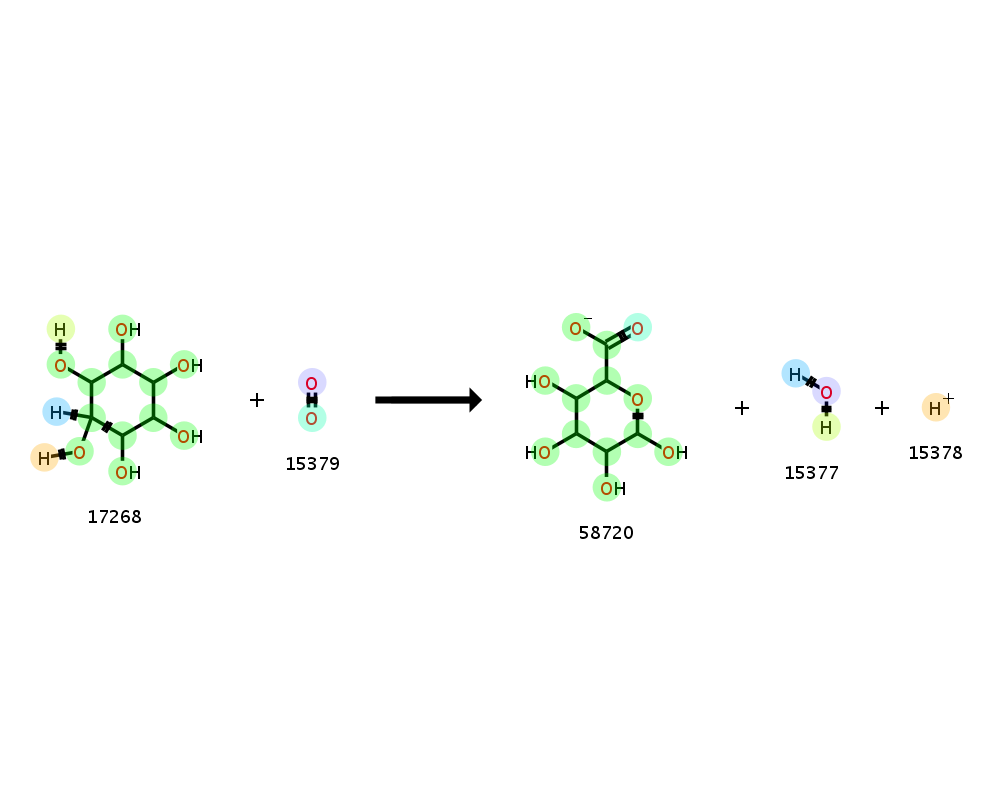 H OH
O OH
H
H O OH
OH
17268
+
O
O
15379
O− O
HO
O
HO OH
OH
58720
+
H O
H
15377
+
H+
15378